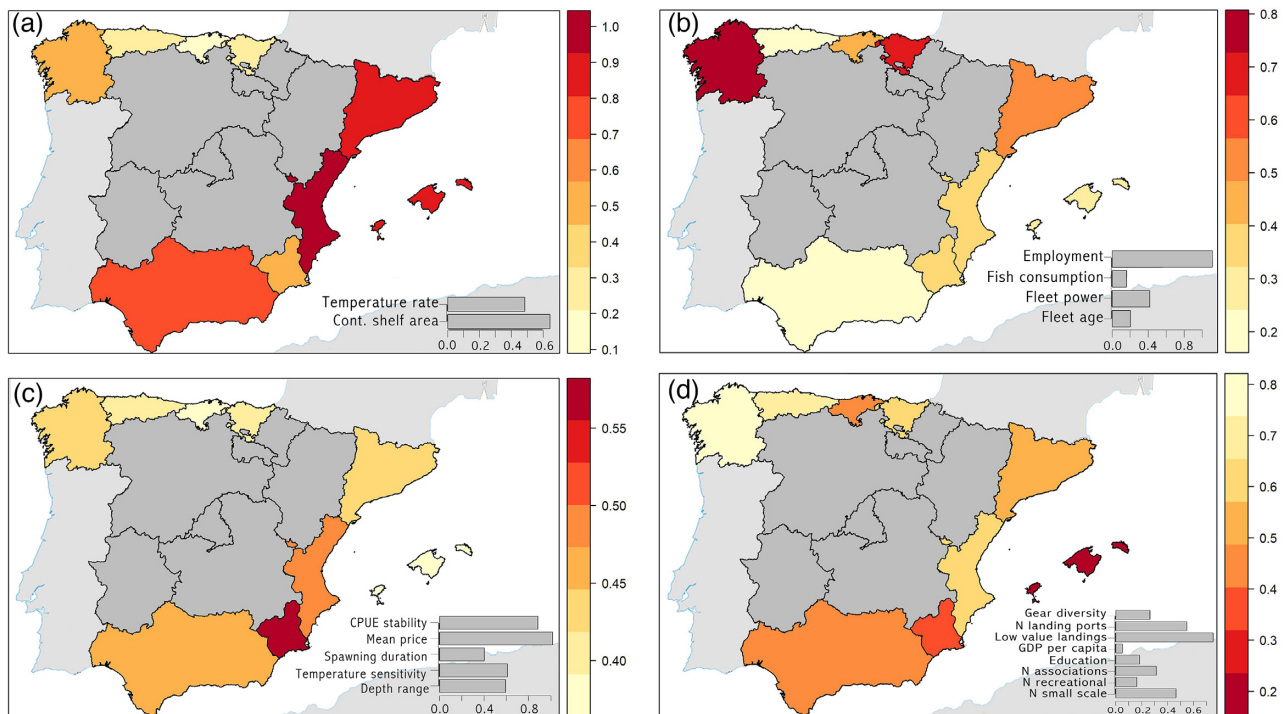 (a)
1.0
0.9
0.8
0.7
0.6
0.5
0.4
0.3
0.2
0.1
Temperature rate
Cont. shelf area
0.0 0.2 0.4 0.6
(b)
0.8
0.7
0.6
0.5
0.4
0.3
0.2
Employment
Fish consumption
Fleet power
Fleet age
0.0 0.4 0.8
(c)
0.55
0.50
0.45
0.40
CPUE stability
Mean price
Spawning duration
Temperature sensitivity
Depth range
0.0 0.2 0.4 0.6 0.8
(d)
0.8
0.7
0.6
0.5
0.4
0.3
0.2
Gear diversity
N landing ports
Low value landings
GDP per capita
Education
N associations
N recreational
N small scale
0.0 0.2 0.4 0.6